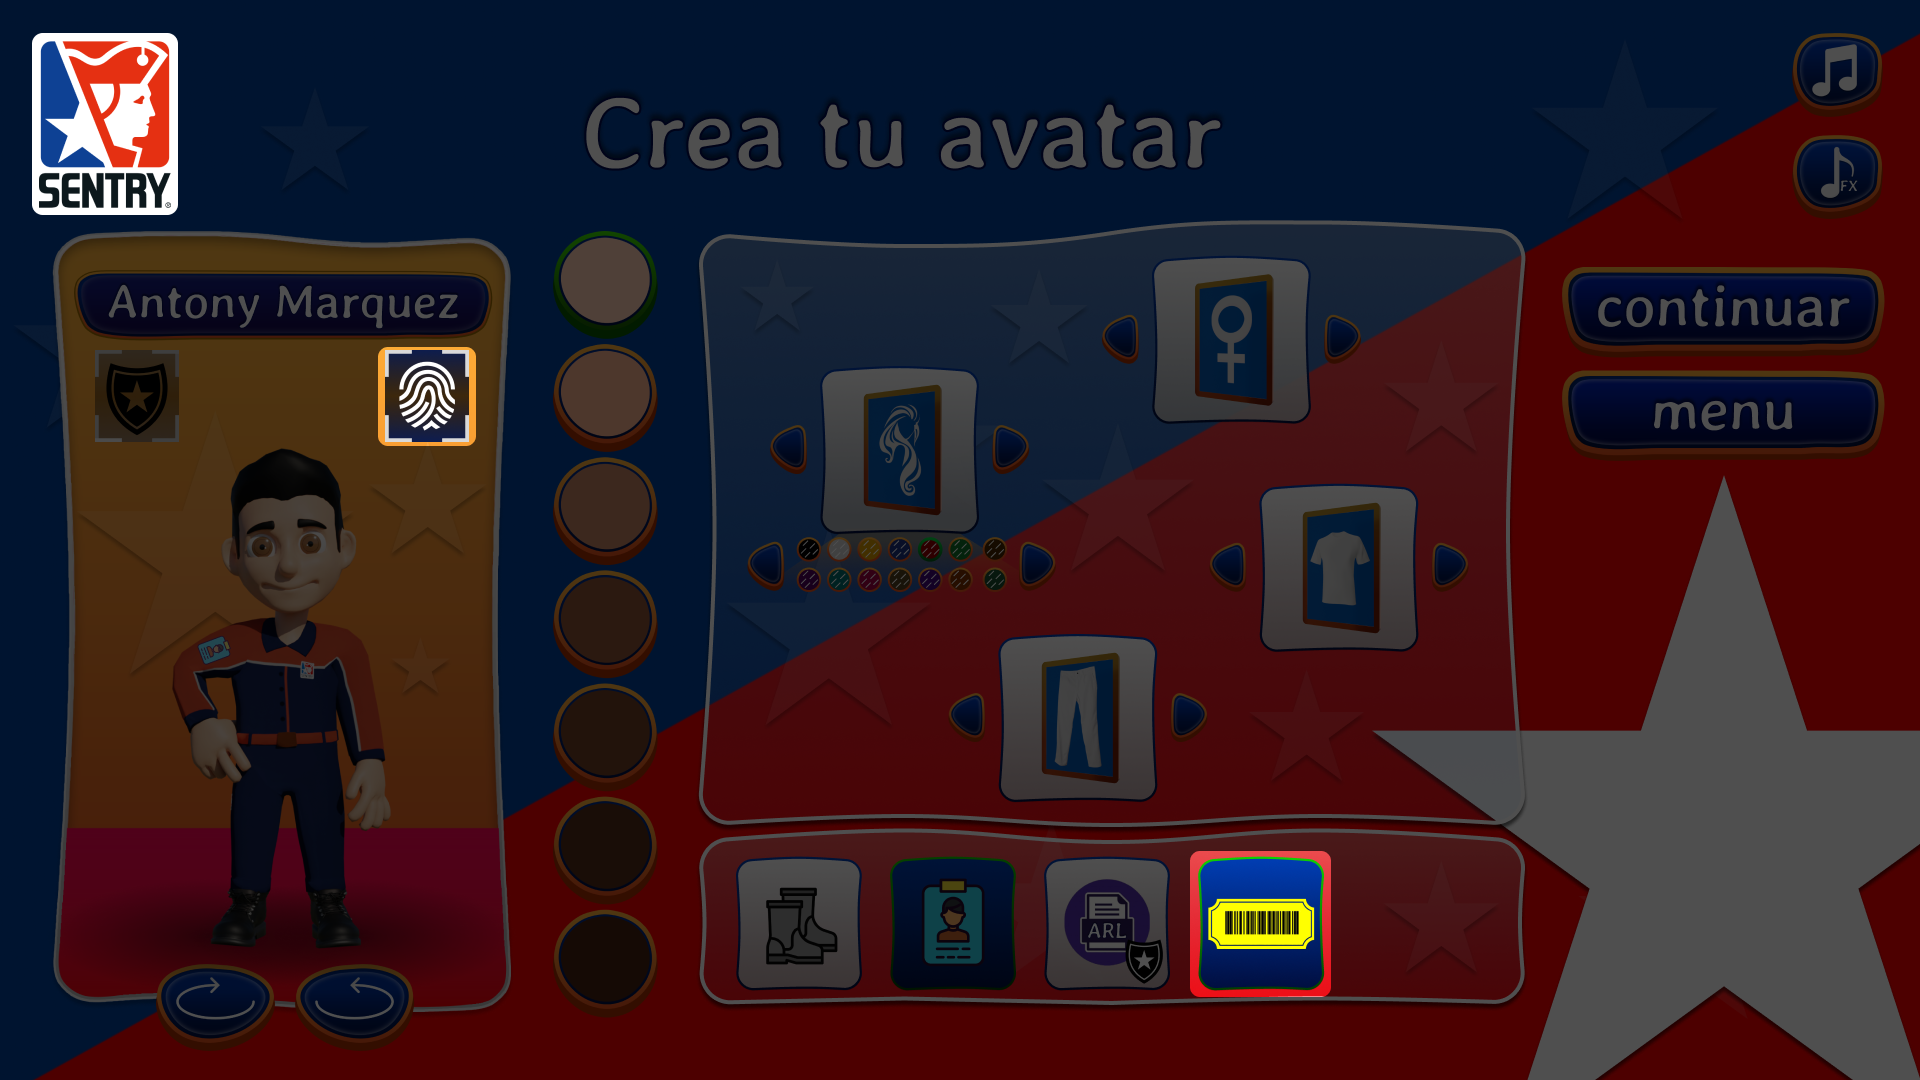 SENTRY®
Crea tu avatar
FX
Antony Marquez
continuar
menu
ARL